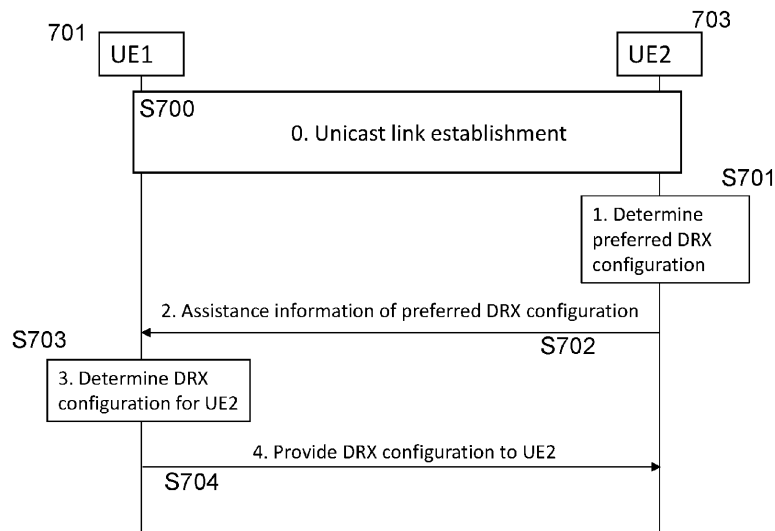 701
703
UE1
UE2
S700
0. Unicast link establishment
S701
1. Determine
preferred DRX
configuration
2. Assistance information of preferred DRX configuration
S702
S703
3. Determine DRX
configuration for UE2
4. Provide DRX configuration to UE2
S704